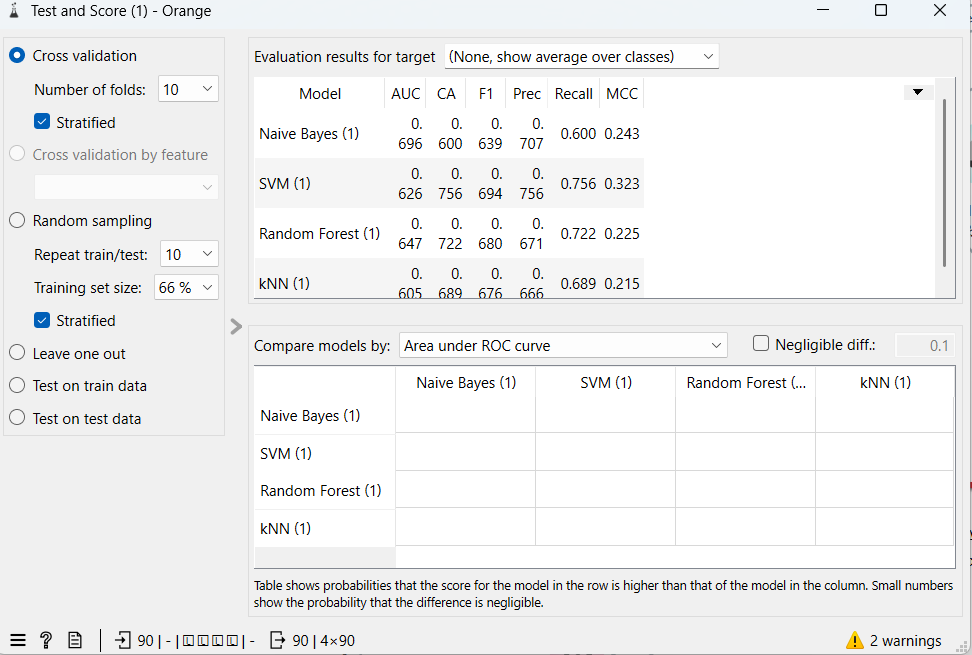 Test and Score (1) - Orange
Cross validation
Number of folds: 10
Stratified
Cross validation by feature
Random sampling
Repeat train/test: 10
Training set size: 66 %
Stratified
Leave one out
Test on train data
Test on test data
Evaluation results for target (None, show average over classes)
Model AUC CA F1 Prec Recall MCC
Naive Bayes (1) 0.696 0.600 0.639 0.707 0.600 0.243
SVM (1) 0.626 0.756 0.694 0.756 0.756 0.323
Random Forest (1) 0.647 0.722 0.680 0.671 0.722 0.225
kNN (1) 0.605 0.689 0.676 0.666 0.689 0.215
Compare models by: Area under ROC curve Negligible diff.: 0.1
Naive Bayes (1) SVM (1) Random Forest (... kNN (1)
Naive Bayes (1)
SVM (1)
Random Forest (1)
kNN (1)
Table shows probabilities that the score for the model in the row is higher than that of the model in the column. Small numbers
show the probability that the difference is negligible.
90 | - | | - 90 | 4×90 2 warnings